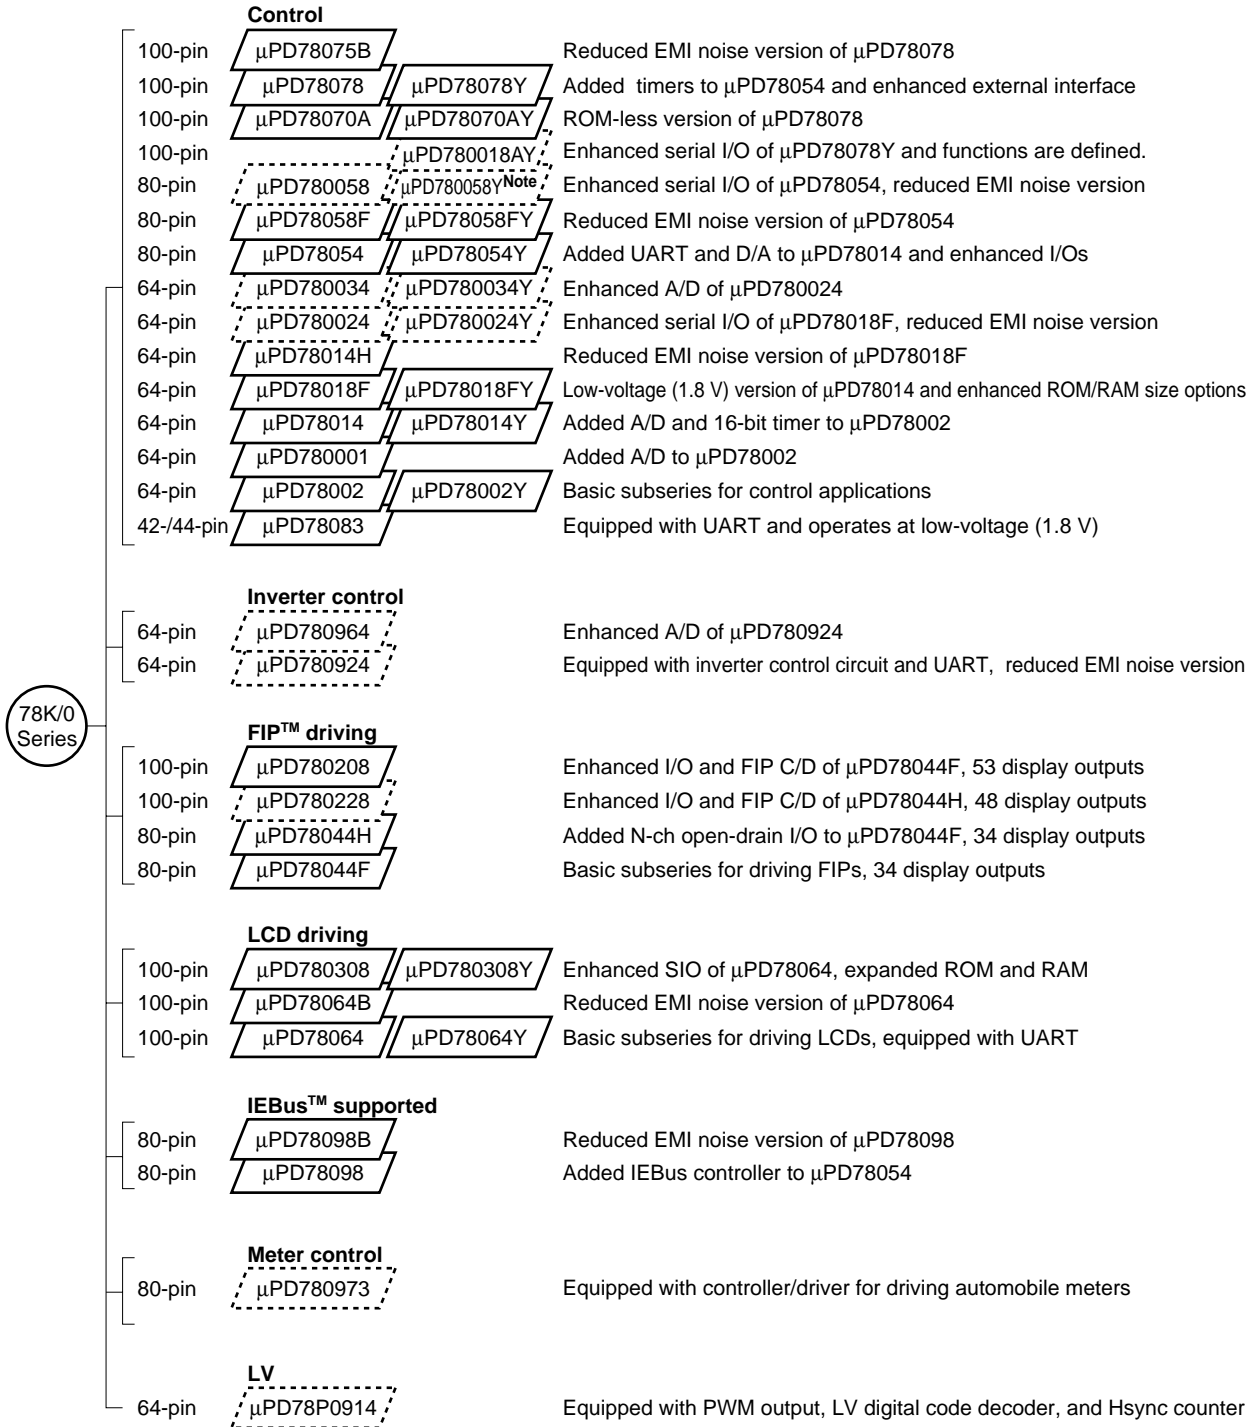 Control
100-pin μPD78075B Reduced EMI noise version of μPD78078
100-pin μPD78078 μPD78078Y Added timers to μPD78054 and enhanced external interface
100-pin μPD78070A μPD78070AY ROM-less version of μPD78078
100-pin μPD780018AY Enhanced serial I/O of μPD78078Y and functions are defined.
80-pin μPD780058 μPD780058YNote Enhanced serial I/O of μPD78054, reduced EMI noise version
80-pin μPD78058F μPD78058FY Reduced EMI noise version of μPD78054
80-pin μPD78054 μPD78054Y Added UART and D/A to μPD78014 and enhanced I/Os
64-pin μPD780034 μPD780034Y Enhanced A/D of μPD780024
64-pin μPD780024 μPD780024Y Enhanced serial I/O of μPD78018F, reduced EMI noise version
64-pin μPD78014H Reduced EMI noise version of μPD78018F
64-pin μPD78018F μPD78018FY Low-voltage (1.8 V) version of μPD78014 and enhanced ROM/RAM size options
64-pin μPD78014 μPD78014Y Added A/D and 16-bit timer to μPD78002
64-pin μPD780001 Added A/D to μPD78002
64-pin μPD78002 μPD78002Y Basic subseries for control applications
42-/44-pin μPD78083 Equipped with UART and operates at low-voltage (1.8 V)
Inverter control
64-pin μPD780964 Enhanced A/D of μPD780924
64-pin μPD780924 Equipped with inverter control circuit and UART, reduced EMI noise version
78K/0
Series
FIP™ driving
100-pin μPD780208 Enhanced I/O and FIP C/D of μPD78044F, 53 display outputs
100-pin μPD780228 Enhanced I/O and FIP C/D of μPD78044H, 48 display outputs
80-pin μPD78044H Added N-ch open-drain I/O to μPD78044F, 34 display outputs
80-pin μPD78044F Basic subseries for driving FIPs, 34 display outputs
LCD driving
100-pin μPD780308 μPD780308Y Enhanced SIO of μPD78064, expanded ROM and RAM
100-pin μPD78064B Reduced EMI noise version of μPD78064
100-pin μPD78064 μPD78064Y Basic subseries for driving LCDs, equipped with UART
IEBus™ supported
80-pin μPD78098B Reduced EMI noise version of μPD78098
80-pin μPD78098 Added IEBus controller to μPD78054
Meter control
80-pin μPD780973 Equipped with controller/driver for driving automobile meters
LV
64-pin μPD78P0914 Equipped with PWM output, LV digital code decoder, and Hsync counter